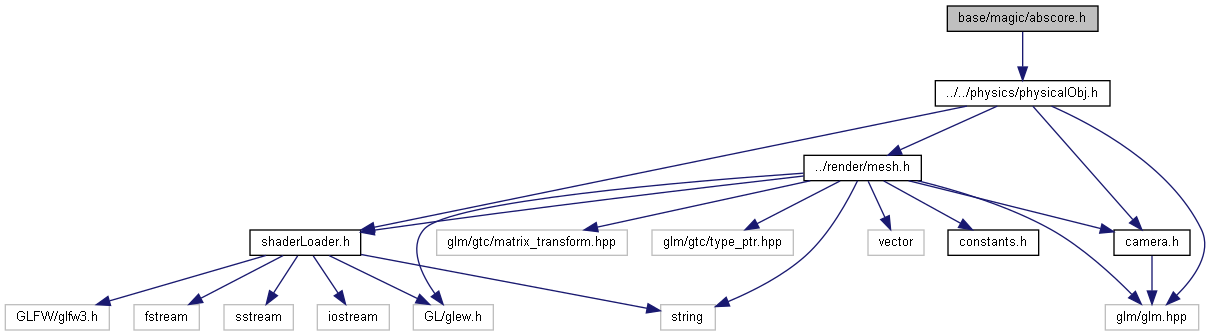 base/magic/abscore.h
../../physics/physicalObj.h
../render/mesh.h
shaderLoader.h
glm/gtc/matrix_transform.hpp
glm/gtc/type_ptr.hpp
vector
constants.h
camera.h
GLFW/glfw3.h
fstream
sstream
iostream
GL/glew.h
string
glm/glm.hpp